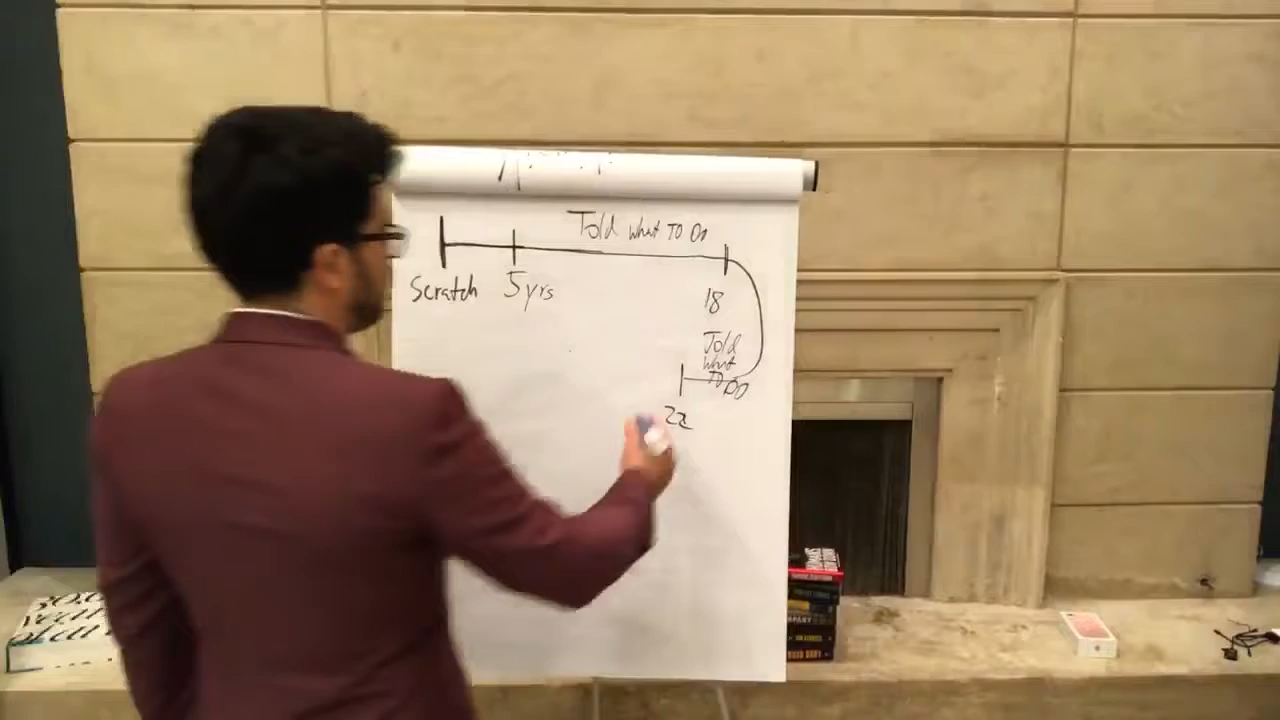 Told what TO DO
Scratch
5yrs
18
Told
what
TO DO
22